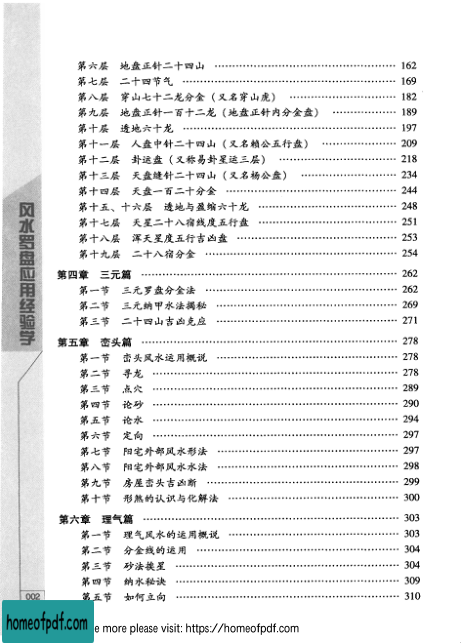 第六层 地盘正针二十四山 …… 162
第七层 二十四节气 …… 169
第八层 穿山七十二龙分金（又名穿山虎） …… 182
第九层 地盘正针一百十二龙（地盘正针内分金盘） …… 189
第十层 透地六十龙 …… 197
第十一层 人盘中针二十四山（又名赖公五行盘） …… 209
第十二层 卦运盘（又称易卦星运三层） …… 218
第十三层 天盘缝针二十四山（又名杨公盘） …… 234
第十四层 天盘一百二十分金 …… 244
第十五、十六层 透地与盈缩六十龙 …… 248
第十七层 天星二十八宿线度五行盘 …… 251
第十八层 浑天星度五行吉凶盘 …… 253
第十九层 二十八宿分金 …… 254
第四章 三元篇 …… 262
第一节 三元罗盘分金法 …… 262
第二节 三元纳甲水法揭秘 …… 269
第三节 二十四山吉凶克应 …… 271
第五章 峦头篇 …… 278
第一节 峦头风水运用概说 …… 278
第二节 寻龙 …… 278
第三节 点穴 …… 289
第四节 论砂 …… 290
第五节 论水 …… 294
第六节 定向 …… 297
第七节 阳宅外部风水形法 …… 297
第八节 阳宅外部风水水法 …… 298
第九节 房屋峦头吉凶断 …… 299
第十节 形煞的认识与化解法 …… 300
第六章 理气篇 …… 303
第一节 理气风水的运用概说 …… 303
第二节 分金线的运用 …… 304
第三节 砂法拨星 …… 304
第四节 纳水秘诀 …… 309
第五节 如何立向 …… 310
风水罗盘应用经验学
002
homeofpdf.com
e more please visit: https://homeofpdf.com